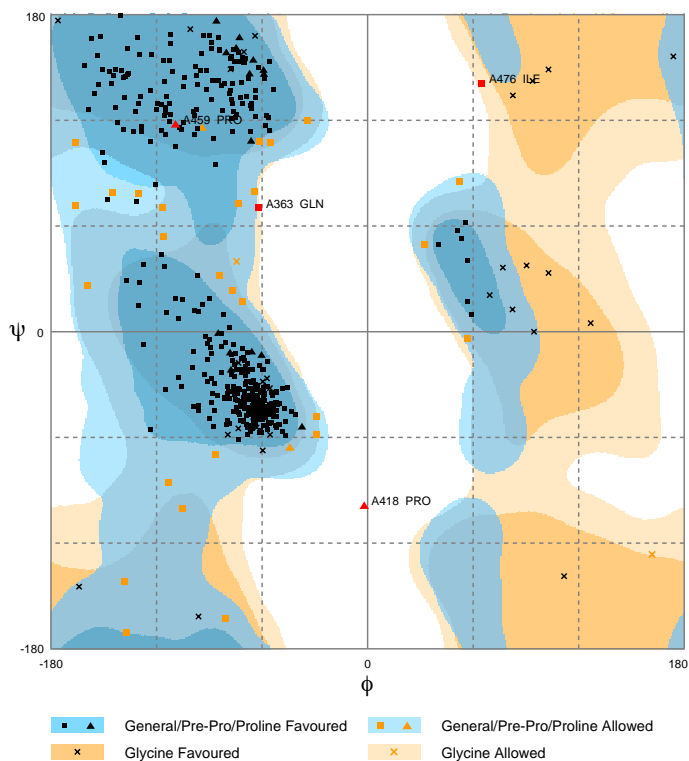 180
A476 ILE
A459 PRO
A363 GLN
ψ
0
A418 PRO
-180
-180
0
180
ϕ
General/Pre-Pro/Proline Favoured
General/Pre-Pro/Proline Allowed
Glycine Favoured
Glycine Allowed